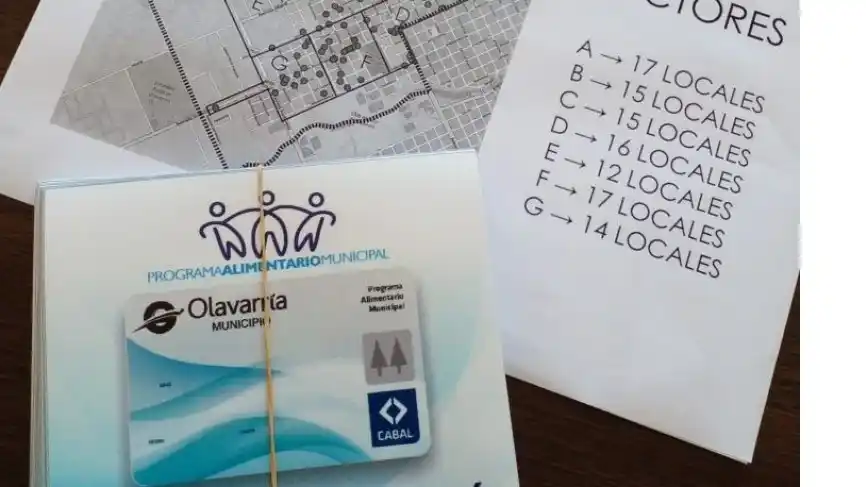 CTORES
A → 17 LOCALES
B → 15 LOCALES
C → 15 LOCALES
D → 16 LOCALES
E → 12 LOCALES
F → 17 LOCALES
G → 14 LOCALES
E
D
G
F
PROGRAMAALIMENTARIOMUNICIPAL
Olavarría
MUNICIPIO
Programa
Alimentario
Municipal
CABAL